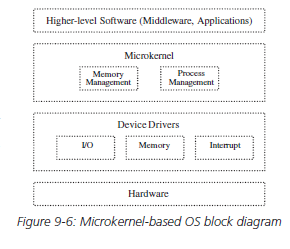 Higher-level Software (Middleware, Applications)
Microkernel
Memory Process
Management Management
Device Drivers
I/O Memory Interrupt
Hardware
Figure 9-6: Microkernel-based OS block diagram